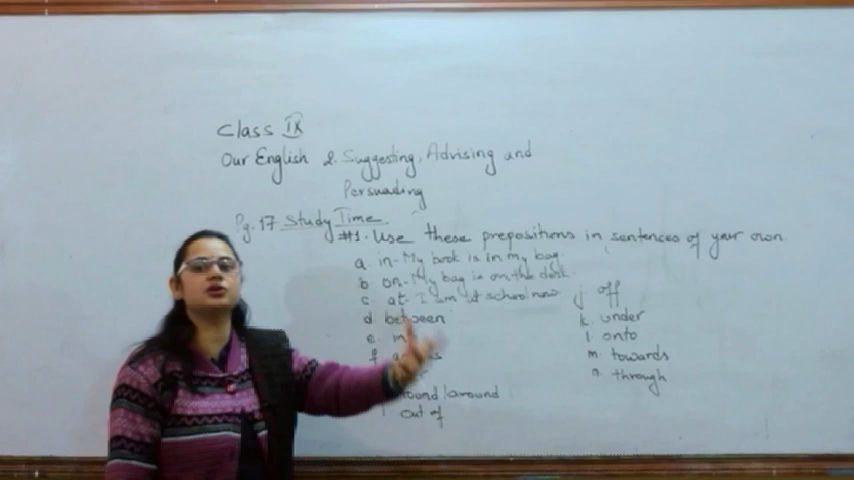 Class IX
Our English 2. Suggesting, Advising and
Persuading
Pg. 17 Study Time
#1. Use these prepositions in sentences of your own
a. in - My book is in my bag.
b. on - My bag is on the desk.
c. at - I am at school now
d. between
e.
f.
/around
out of
j. off
k. under
l. onto
m. towards
n. through